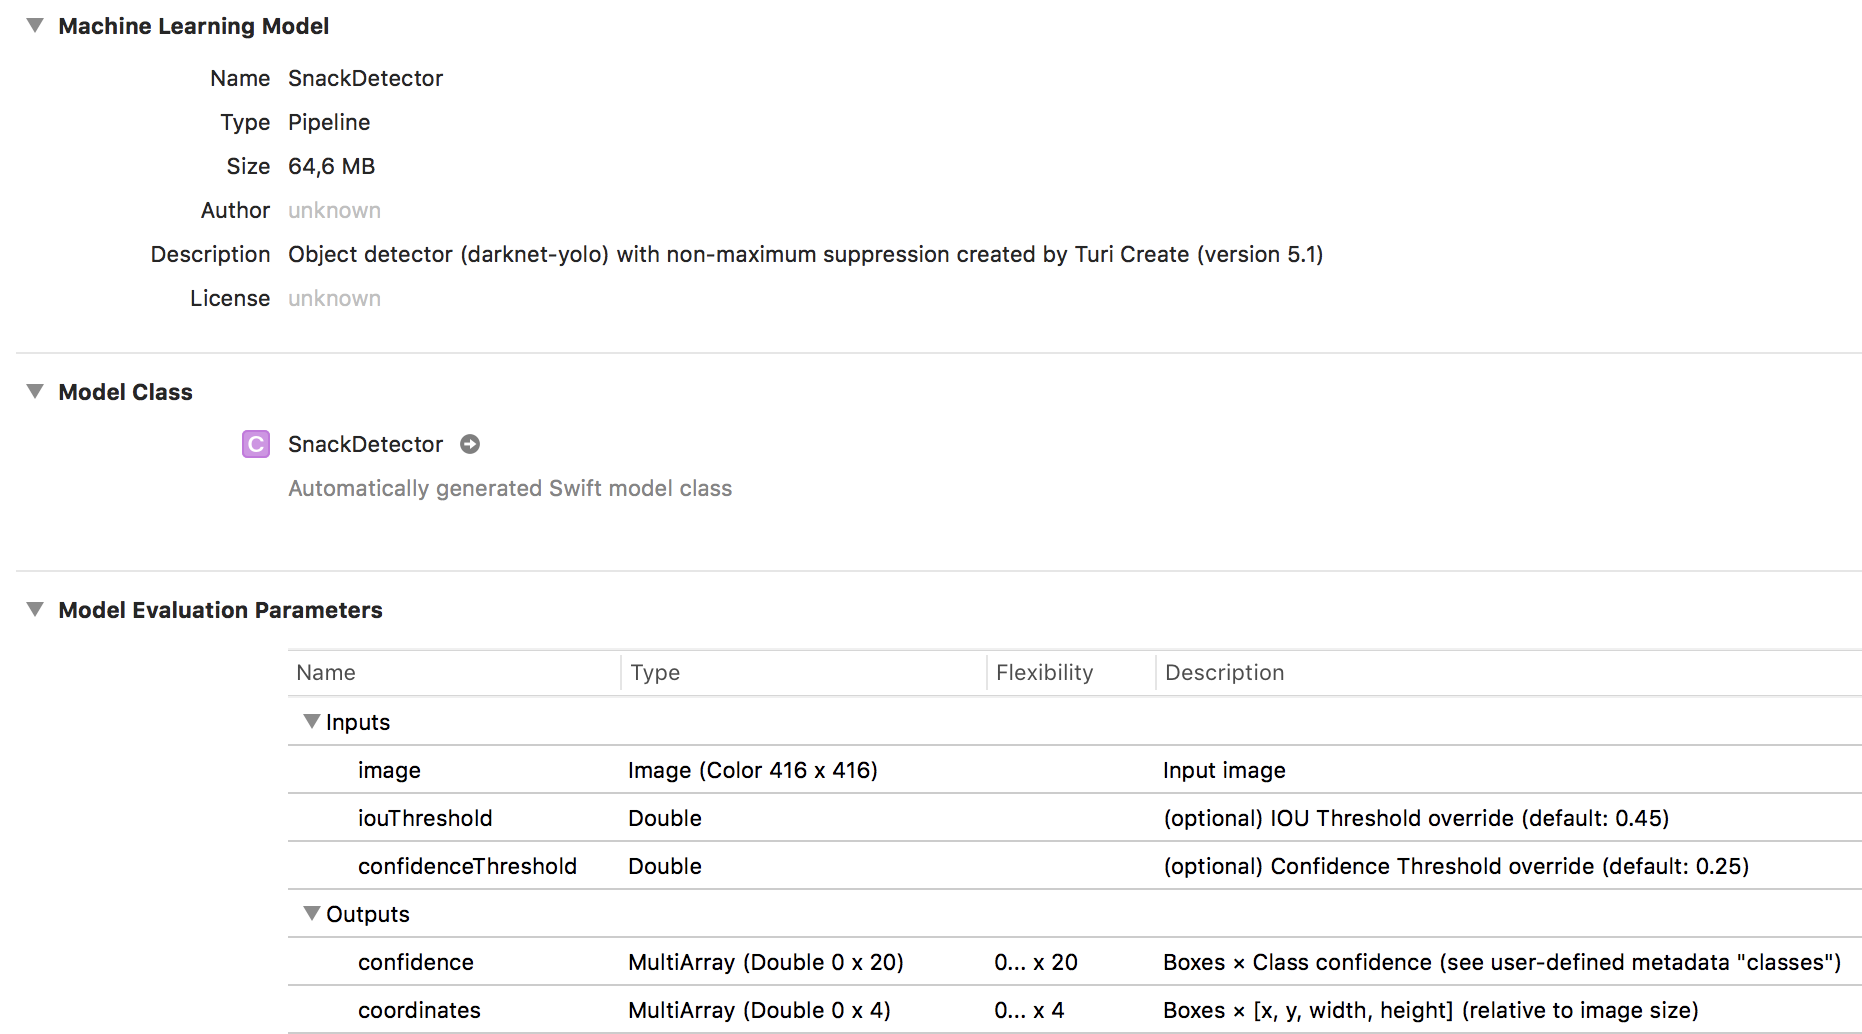 Machine Learning Model
Name SnackDetector
Type Pipeline
Size 64,6 MB
Author unknown
Description Object detector (darknet-yolo) with non-maximum suppression created by Turi Create (version 5.1)
License unknown
Model Class
C SnackDetector
Automatically generated Swift model class
Model Evaluation Parameters
Name Type Flexibility Description
Inputs
image Image (Color 416 x 416) Input image
iouThreshold Double (optional) IOU Threshold override (default: 0.45)
confidenceThreshold Double (optional) Confidence Threshold override (default: 0.25)
Outputs
confidence MultiArray (Double 0 x 20) 0... x 20 Boxes × Class confidence (see user-defined metadata "classes")
coordinates MultiArray (Double 0 x 4) 0... x 4 Boxes × [x, y, width, height] (relative to image size)